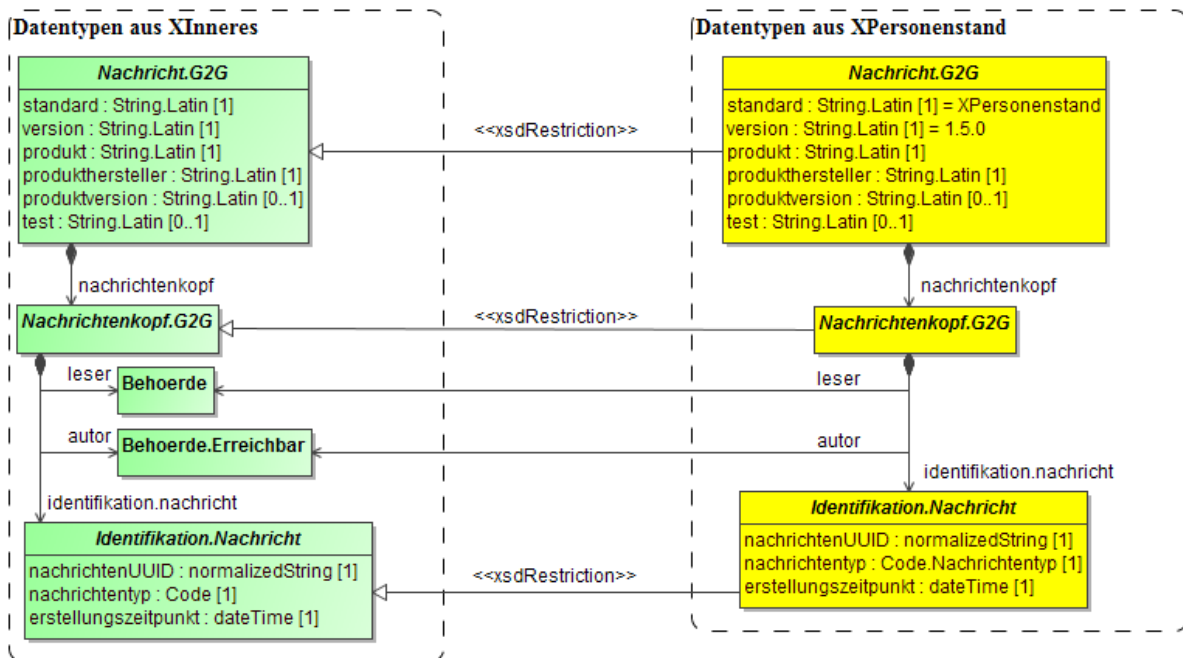 Datentypen aus XInneres
Nachricht.G2G
standard : String.Latin [1]
version : String.Latin [1]
produkt : String.Latin [1]
produkthersteller : String.Latin [1]
produktversion : String.Latin [0..1]
test : String.Latin [0..1]
nachrichtenkopf
Nachrichtenkopf.G2G
leser
Behoerde
autor
Behoerde.Erreichbar
identifikation.nachricht
Identifikation.Nachricht
nachrichtenUUID : normalizedString [1]
nachrichtentyp : Code [1]
erstellungszeitpunkt : dateTime [1]
<<xsdRestriction>>
<<xsdRestriction>>
<<xsdRestriction>>
Datentypen aus XPersonenstand
Nachricht.G2G
standard : String.Latin [1] = XPersonenstand
version : String.Latin [1] = 1.5.0
produkt : String.Latin [1]
produkthersteller : String.Latin [1]
produktversion : String.Latin [0..1]
test : String.Latin [0..1]
nachrichtenkopf
Nachrichtenkopf.G2G
leser
autor
identifikation.nachricht
Identifikation.Nachricht
nachrichtenUUID : normalizedString [1]
nachrichtentyp : Code.Nachrichtentyp [1]
erstellungszeitpunkt : dateTime [1]